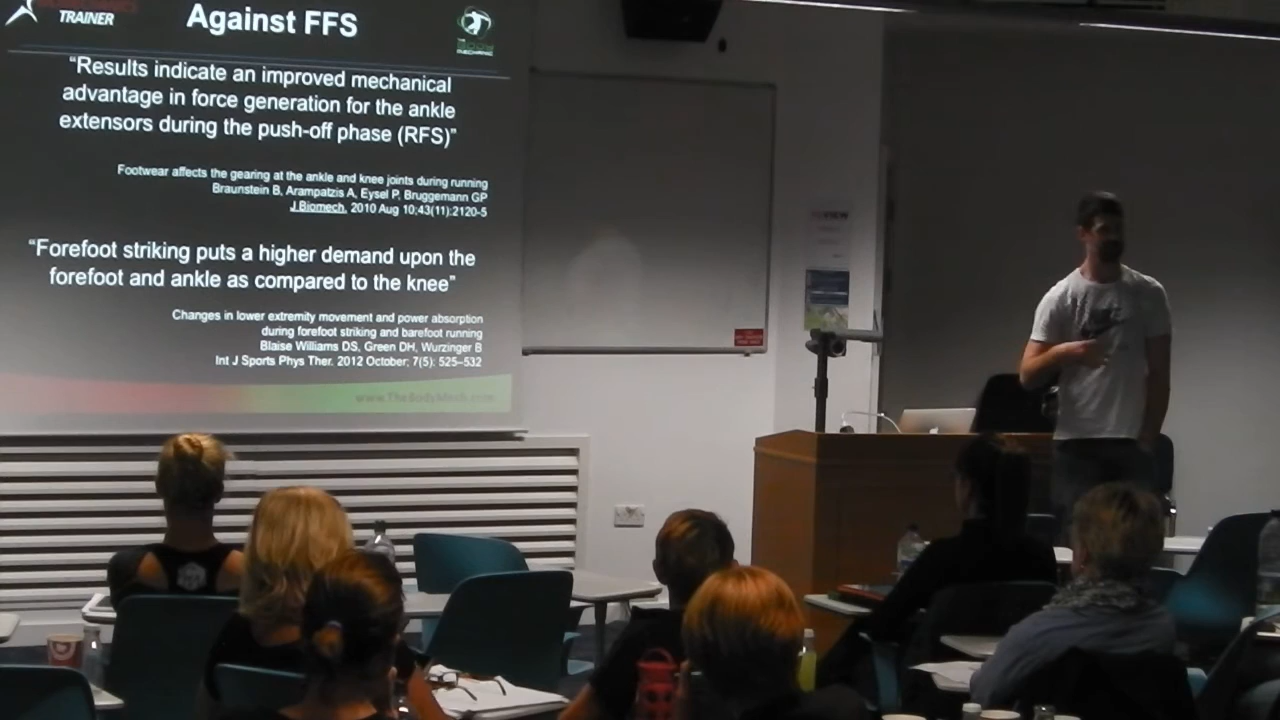 TRAINER
Against FFS
“Results indicate an improved mechanical
advantage in force generation for the ankle
extensors during the push-off phase (RFS)”
Footwear affects the gearing at the ankle and knee joints during running
Braunstein B, Arampatzis A, Eysel P, Bruggemann GP
J Biomech. 2010 Aug 10;43(11):2120-5
“Forefoot striking puts a higher demand upon the
forefoot and ankle as compared to the knee”
Changes in lower extremity movement and power absorption
during forefoot striking and barefoot running
Blaise Williams DS, Green DH, Wurzinger B
Int J Sports Phys Ther. 2012 October; 7(5): 525–532
www.TheBodyMech.com